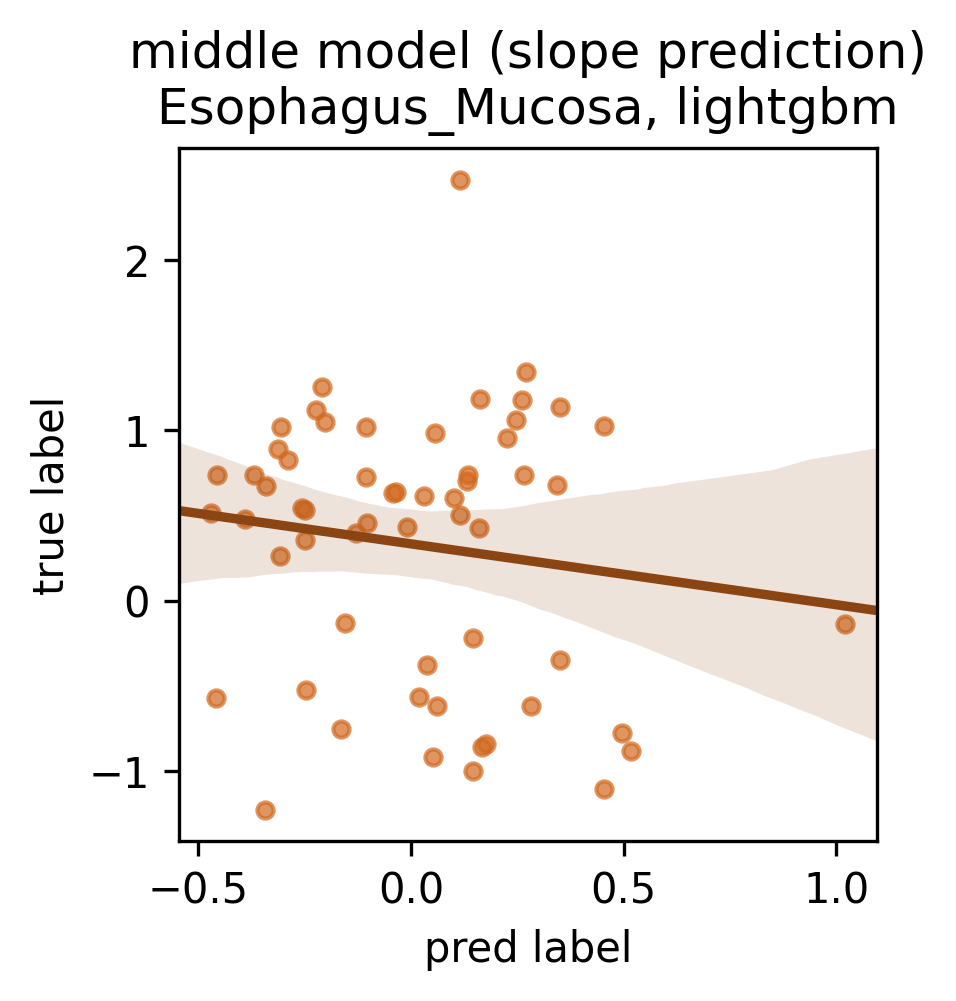 middle model (slope prediction)
Esophagus_Mucosa, lightgbm
true label
2
1
0
−1
−0.5
0.0
0.5
1.0
pred label